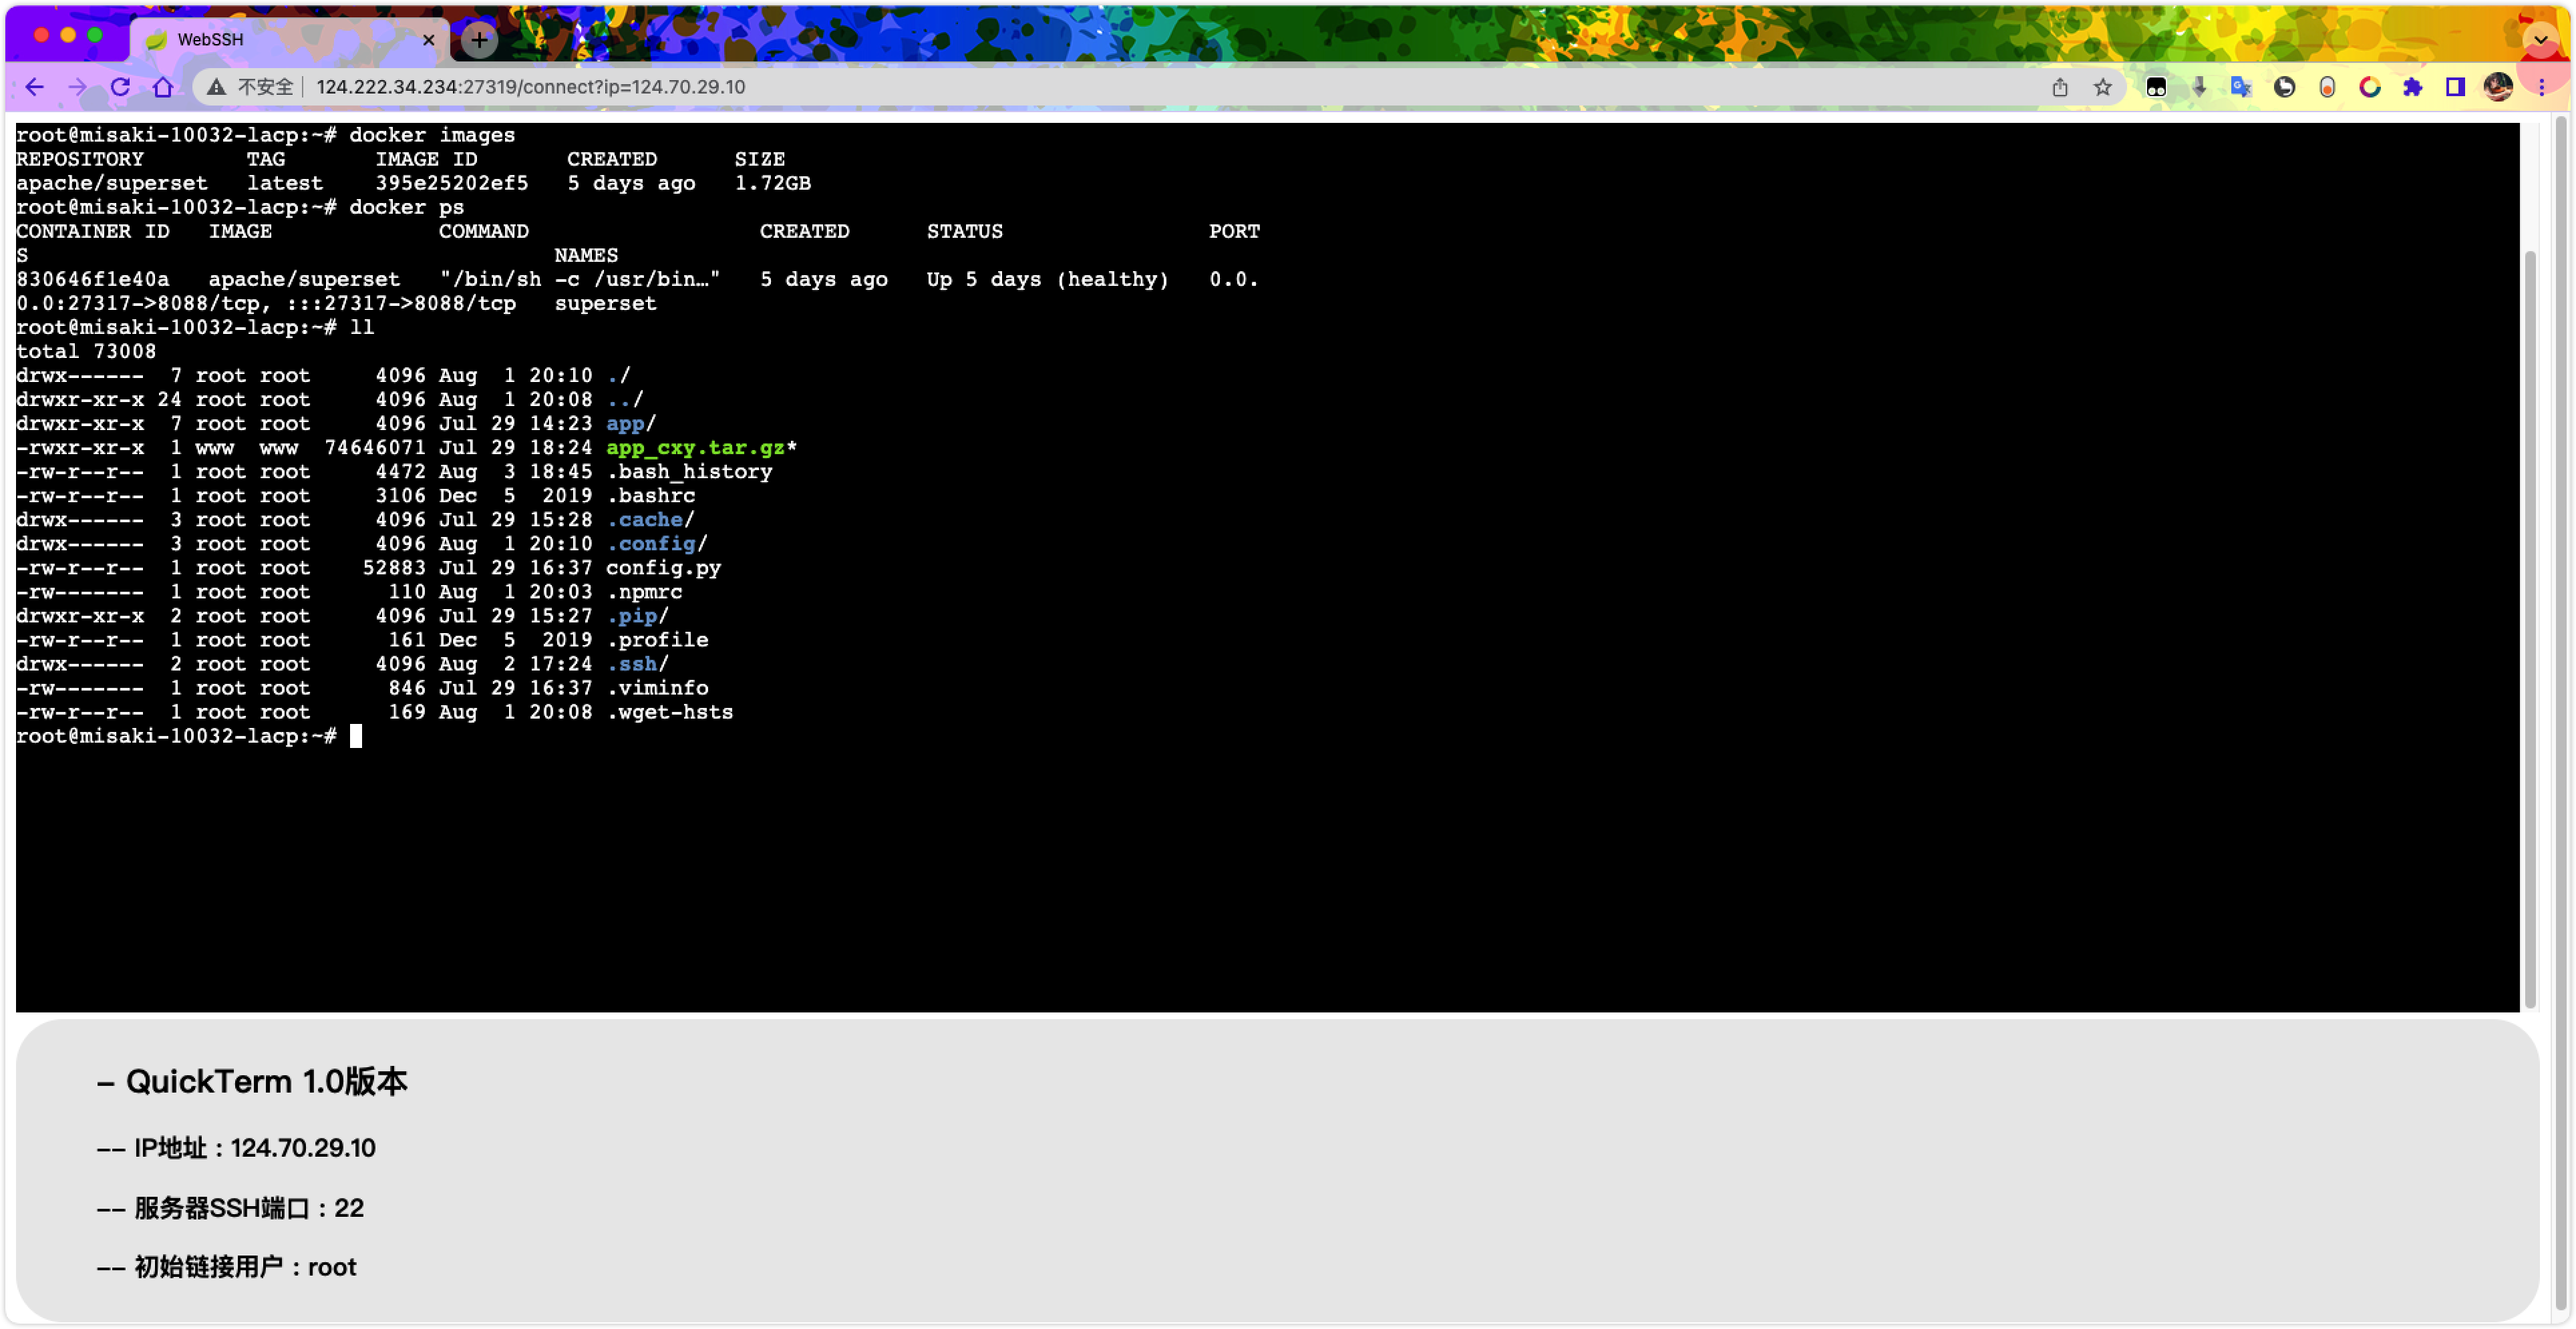 WebSSH
不安全 124.222.34.234:27319/connect?ip=124.70.29.10
root@misaki-10032-lacp:~# docker images
REPOSITORY        TAG       IMAGE ID       CREATED      SIZE
apache/superset   latest    395e25202ef5   5 days ago   1.72GB
root@misaki-10032-lacp:~# docker ps
CONTAINER ID   IMAGE             COMMAND                  CREATED      STATUS                PORT
S                                         NAMES
830646f1e40a   apache/superset   "/bin/sh -c /usr/bin…"   5 days ago   Up 5 days (healthy)   0.0.
0.0:27317->8088/tcp, :::27317->8088/tcp   superset
root@misaki-10032-lacp:~# ll
total 73008
drwx------  7 root root     4096 Aug  1 20:10 ./
drwxr-xr-x 24 root root     4096 Aug  1 20:08 ../
drwxr-xr-x  7 root root     4096 Jul 29 14:23 app/
-rwxr-xr-x  1 www  www  74646071 Jul 29 18:24 app_cxy.tar.gz*
-rw-r--r--  1 root root     4472 Aug  3 18:45 .bash_history
-rw-r--r--  1 root root     3106 Dec  5  2019 .bashrc
drwx------  3 root root     4096 Jul 29 15:28 .cache/
drwx------  3 root root     4096 Aug  1 20:10 .config/
-rw-r--r--  1 root root    52883 Jul 29 16:37 config.py
-rw-------  1 root root      110 Aug  1 20:03 .npmrc
drwxr-xr-x  2 root root     4096 Jul 29 15:27 .pip/
-rw-r--r--  1 root root      161 Dec  5  2019 .profile
drwx------  2 root root     4096 Aug  2 17:24 .ssh/
-rw-------  1 root root      846 Jul 29 16:37 .viminfo
-rw-r--r--  1 root root      169 Aug  1 20:08 .wget-hsts
root@misaki-10032-lacp:~#
- QuickTerm 1.0版本
-- IP地址：124.70.29.10
-- 服务器SSH端口：22
-- 初始链接用户：root